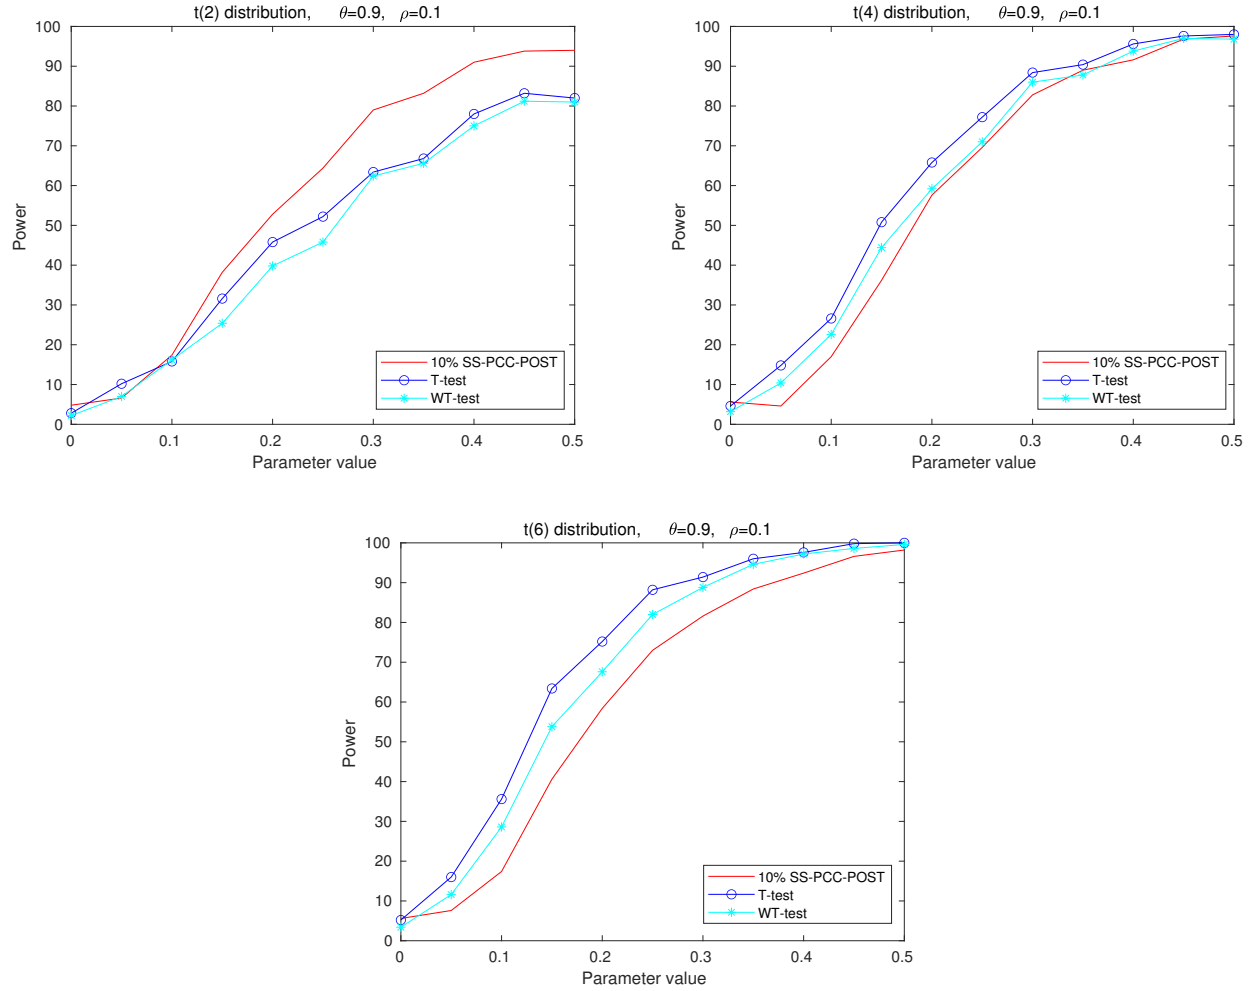 t(2) distribution, θ=0.9, ρ=0.1
Power
100
90
80
70
60
50
40
30
20
10
0
0 0.1 0.2 0.3 0.4 0.5
Parameter value
10% SS-PCC-POST
T-test
WT-test
t(4) distribution, θ=0.9, ρ=0.1
Power
100
90
80
70
60
50
40
30
20
10
0
0 0.1 0.2 0.3 0.4 0.5
Parameter value
10% SS-PCC-POST
T-test
WT-test
t(6) distribution, θ=0.9, ρ=0.1
Power
100
90
80
70
60
50
40
30
20
10
0
0 0.1 0.2 0.3 0.4 0.5
Parameter value
10% SS-PCC-POST
T-test
WT-test